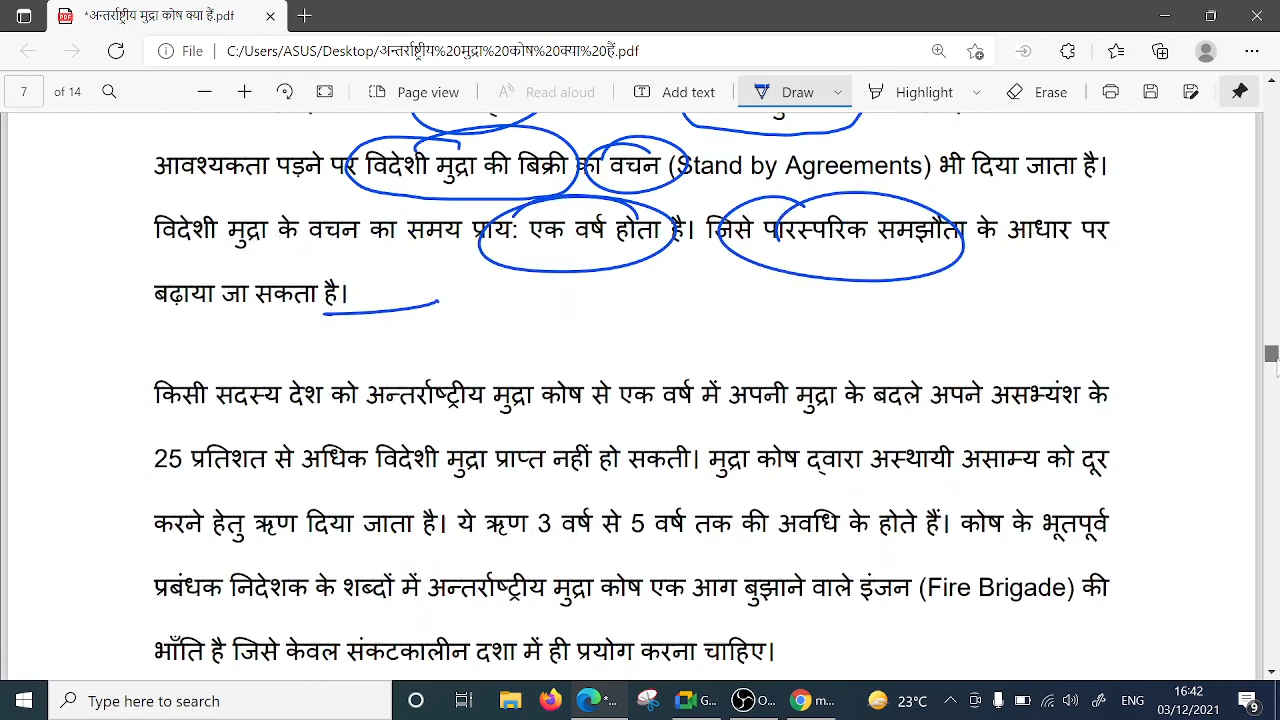 *अन्तर्राष्ट्रीय मुद्रा कोष क्या हैं.pdf
File C:/Users/ASUS/Desktop/अन्तर्राष्ट्रीय%20मुद्रा%20कोष%20क्या%20हैं.pdf
7 of 14 Page view Read aloud Add text Draw Highlight Erase
आवश्यकता पड़ने पर विदेशी मुद्रा की बिक्री का वचन (Stand by Agreements) भी दिया जाता है।
विदेशी मुद्रा के वचन का समय प्राय: एक वर्ष होता है। जिसे पारस्परिक समझौता के आधार पर
बढ़ाया जा सकता है।
किसी सदस्य देश को अन्तर्राष्ट्रीय मुद्रा कोष से एक वर्ष में अपनी मुद्रा के बदले अपने असभ्यंश के
25 प्रतिशत से अधिक विदेशी मुद्रा प्राप्त नहीं हो सकती। मुद्रा कोष द्वारा अस्थायी असाम्य को दूर
करने हेतु ऋण दिया जाता है। ये ऋण 3 वर्ष से 5 वर्ष तक की अवधि के होते हैं। कोष के भूतपूर्व
प्रबंधक निदेशक के शब्दों में अन्तर्राष्ट्रीय मुद्रा कोष एक आग बुझाने वाले इंजन (Fire Brigade) की
भाँति है जिसे केवल संकटकालीन दशा में ही प्रयोग करना चाहिए।
Type here to search G... O... m... 23°C ENG 16:42
03/12/2021 9